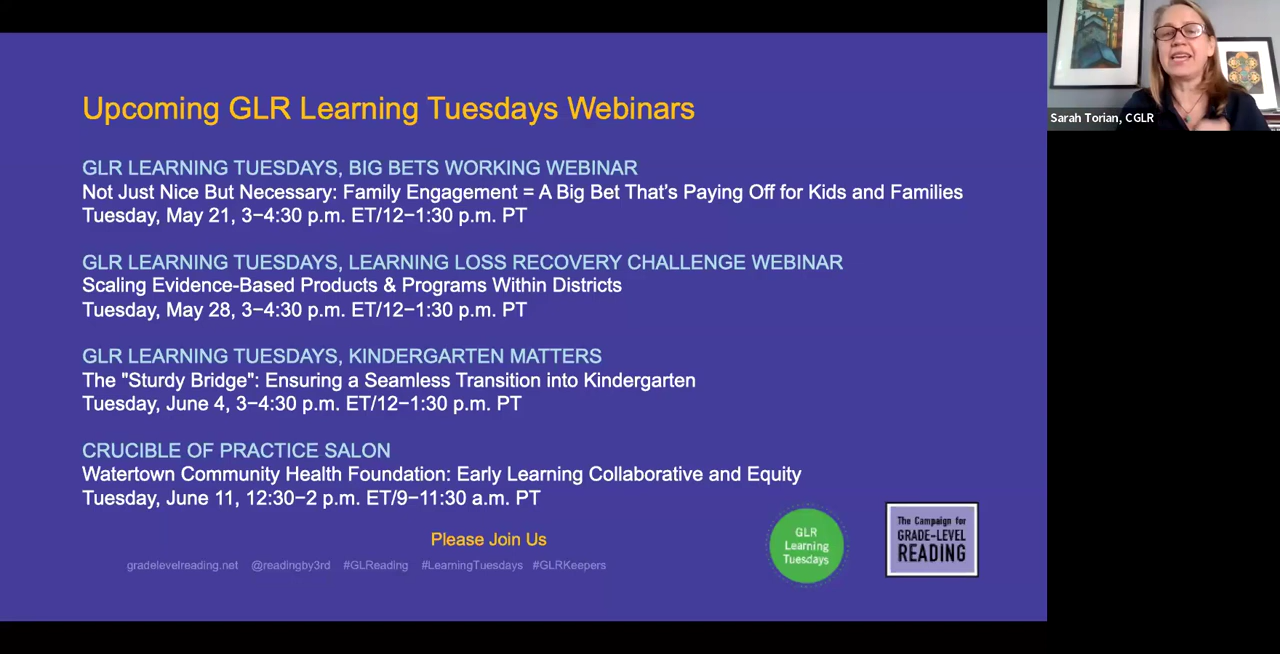 Upcoming GLR Learning Tuesdays Webinars
GLR LEARNING TUESDAYS, BIG BETS WORKING WEBINAR
Not Just Nice But Necessary: Family Engagement = A Big Bet That's Paying Off for Kids and Families
Tuesday, May 21, 3−4:30 p.m. ET/12−1:30 p.m. PT
GLR LEARNING TUESDAYS, LEARNING LOSS RECOVERY CHALLENGE WEBINAR
Scaling Evidence-Based Products & Programs Within Districts
Tuesday, May 28, 3−4:30 p.m. ET/12−1:30 p.m. PT
GLR LEARNING TUESDAYS, KINDERGARTEN MATTERS
The "Sturdy Bridge": Ensuring a Seamless Transition into Kindergarten
Tuesday, June 4, 3−4:30 p.m. ET/12−1:30 p.m. PT
CRUCIBLE OF PRACTICE SALON
Watertown Community Health Foundation: Early Learning Collaborative and Equity
Tuesday, June 11, 12:30−2 p.m. ET/9−11:30 a.m. PT
Please Join Us
gradelevelreading.net @readingby3rd #GLReading #LearningTuesdays #GLRKeepers
GLR
Learning
Tuesdays
The Campaign for
GRADE-LEVEL
READING
Sarah Torian, CGLR